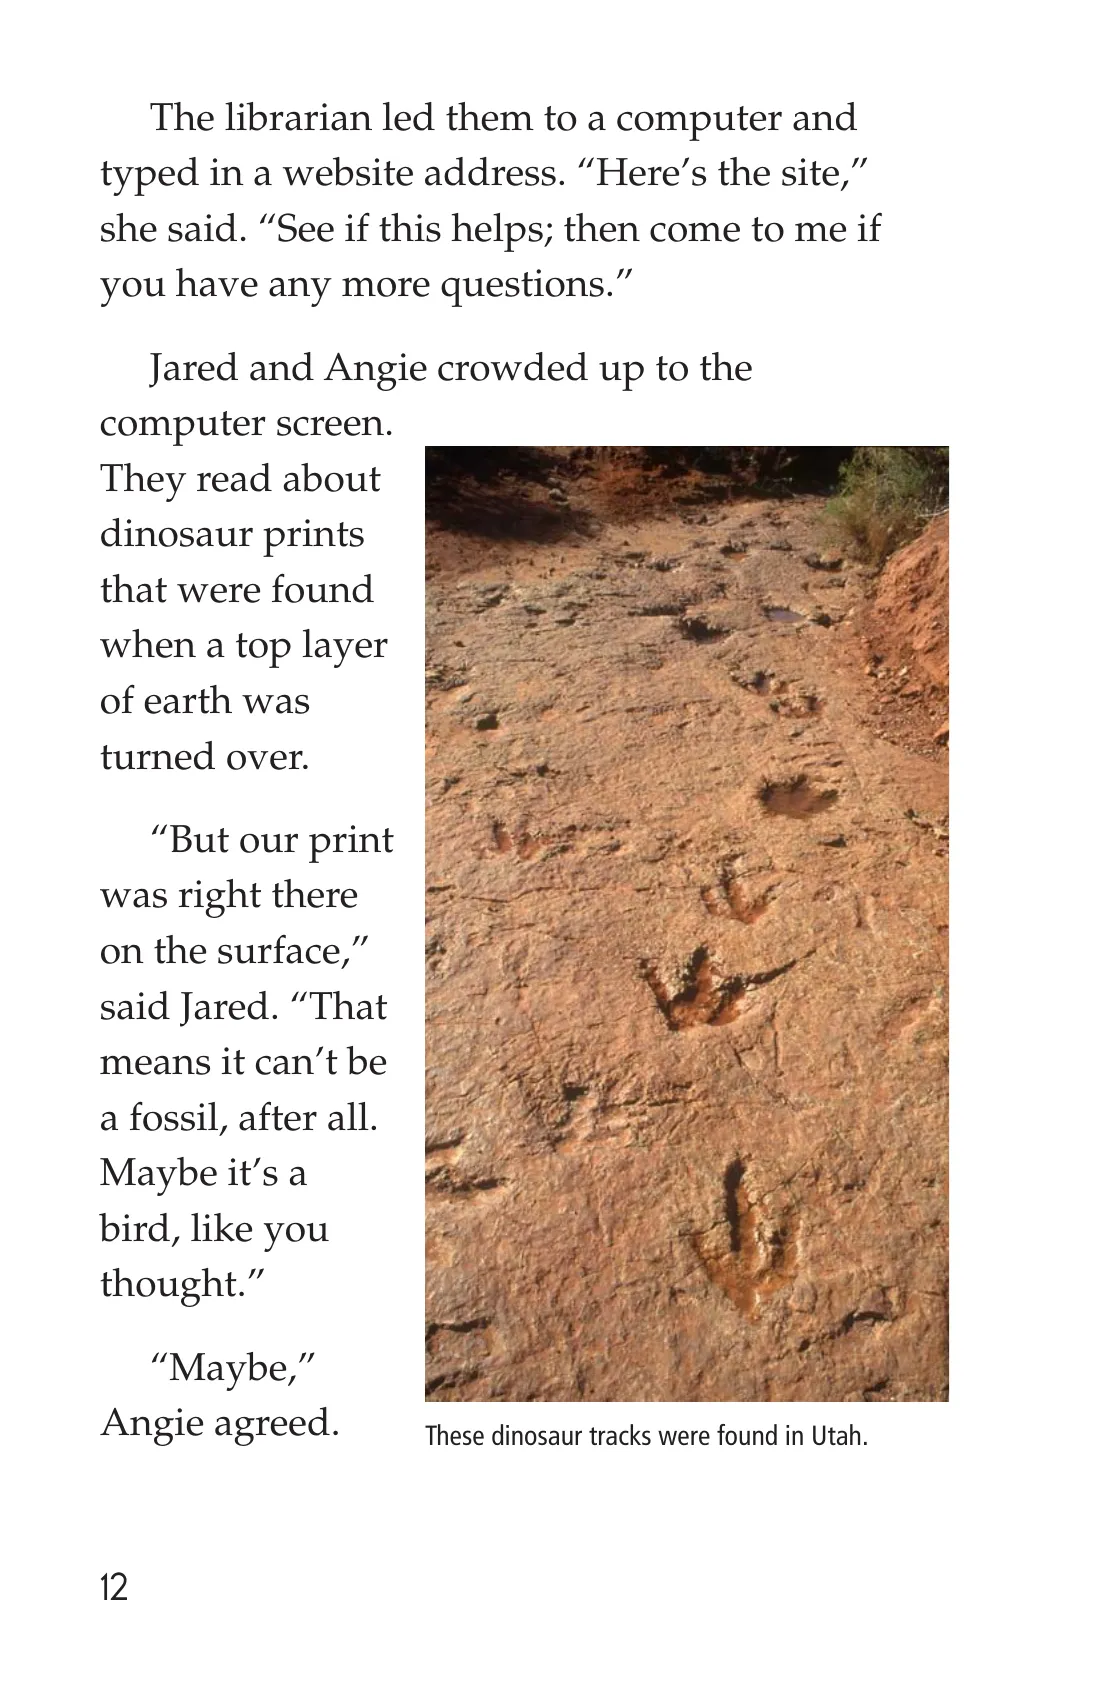 The librarian led them to a computer and
typed in a website address. “Here’s the site,”
she said. “See if this helps; then come to me if
you have any more questions.”
Jared and Angie crowded up to the
computer screen.
They read about
dinosaur prints
that were found
when a top layer
of earth was
turned over.
“But our print
was right there
on the surface,”
said Jared. “That
means it can’t be
a fossil, after all.
Maybe it’s a
bird, like you
thought.”
“Maybe,”
Angie agreed.
These dinosaur tracks were found in Utah.
12